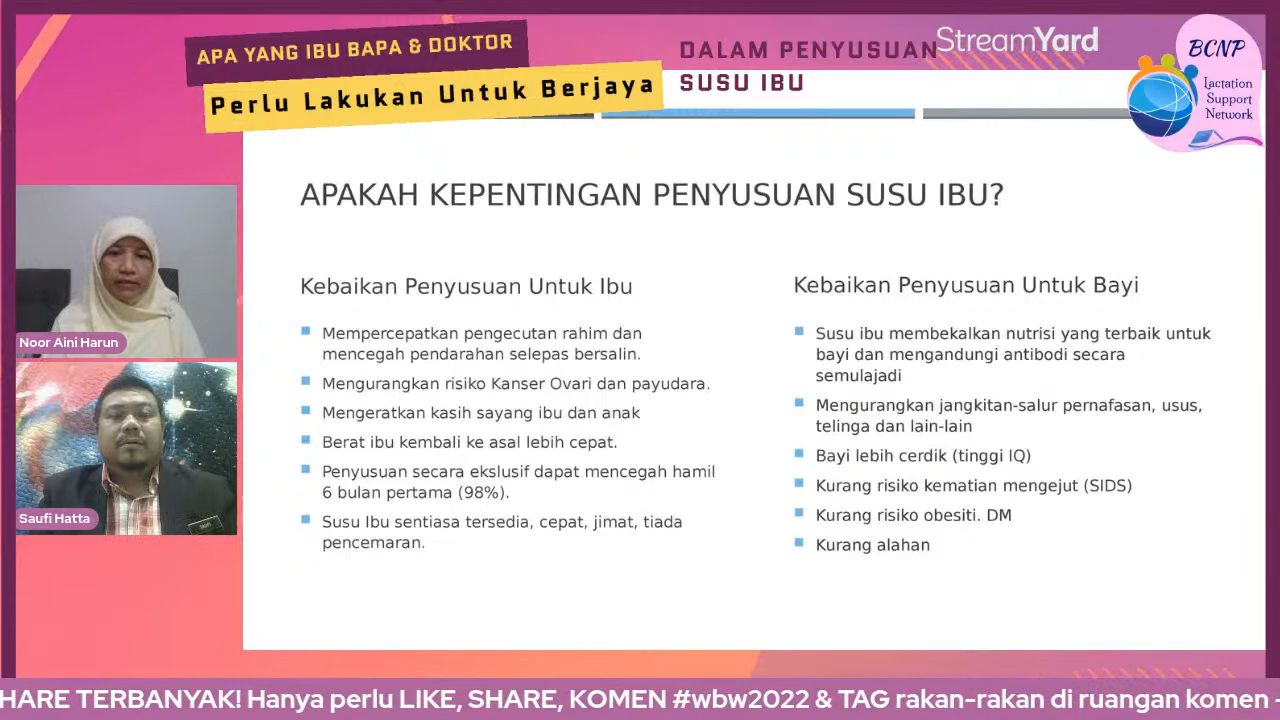 APA YANG IBU BAPA & DOKTOR
Perlu Lakukan Untuk Berjaya
DALAM PENYUSUAN
SUSU IBU
StreamYard
BCNP
Lactation
Support
Network
APAKAH KEPENTINGAN PENYUSUAN SUSU IBU?
Kebaikan Penyusuan Untuk Ibu
Mempercepatkan pengecutan rahim dan
mencegah pendarahan selepas bersalin.
Mengurangkan risiko Kanser Ovari dan payudara.
Mengeratkan kasih sayang ibu dan anak
Berat ibu kembali ke asal lebih cepat.
Penyusuan secara ekslusif dapat mencegah hamil
6 bulan pertama (98%).
Susu Ibu sentiasa tersedia, cepat, jimat, tiada
pencemaran.
Kebaikan Penyusuan Untuk Bayi
Susu ibu membekalkan nutrisi yang terbaik untuk
bayi dan mengandungi antibodi secara
semulajadi
Mengurangkan jangkitan-salur pernafasan, usus,
telinga dan lain-lain
Bayi lebih cerdik (tinggi IQ)
Kurang risiko kematian mengejut (SIDS)
Kurang risiko obesiti. DM
Kurang alahan
Noor Aini Harun
Saufi Hatta
HARE TERBANYAK! Hanya perlu LIKE, SHARE, KOMEN #wbw2022 & TAG rakan-rakan di ruangan komen -